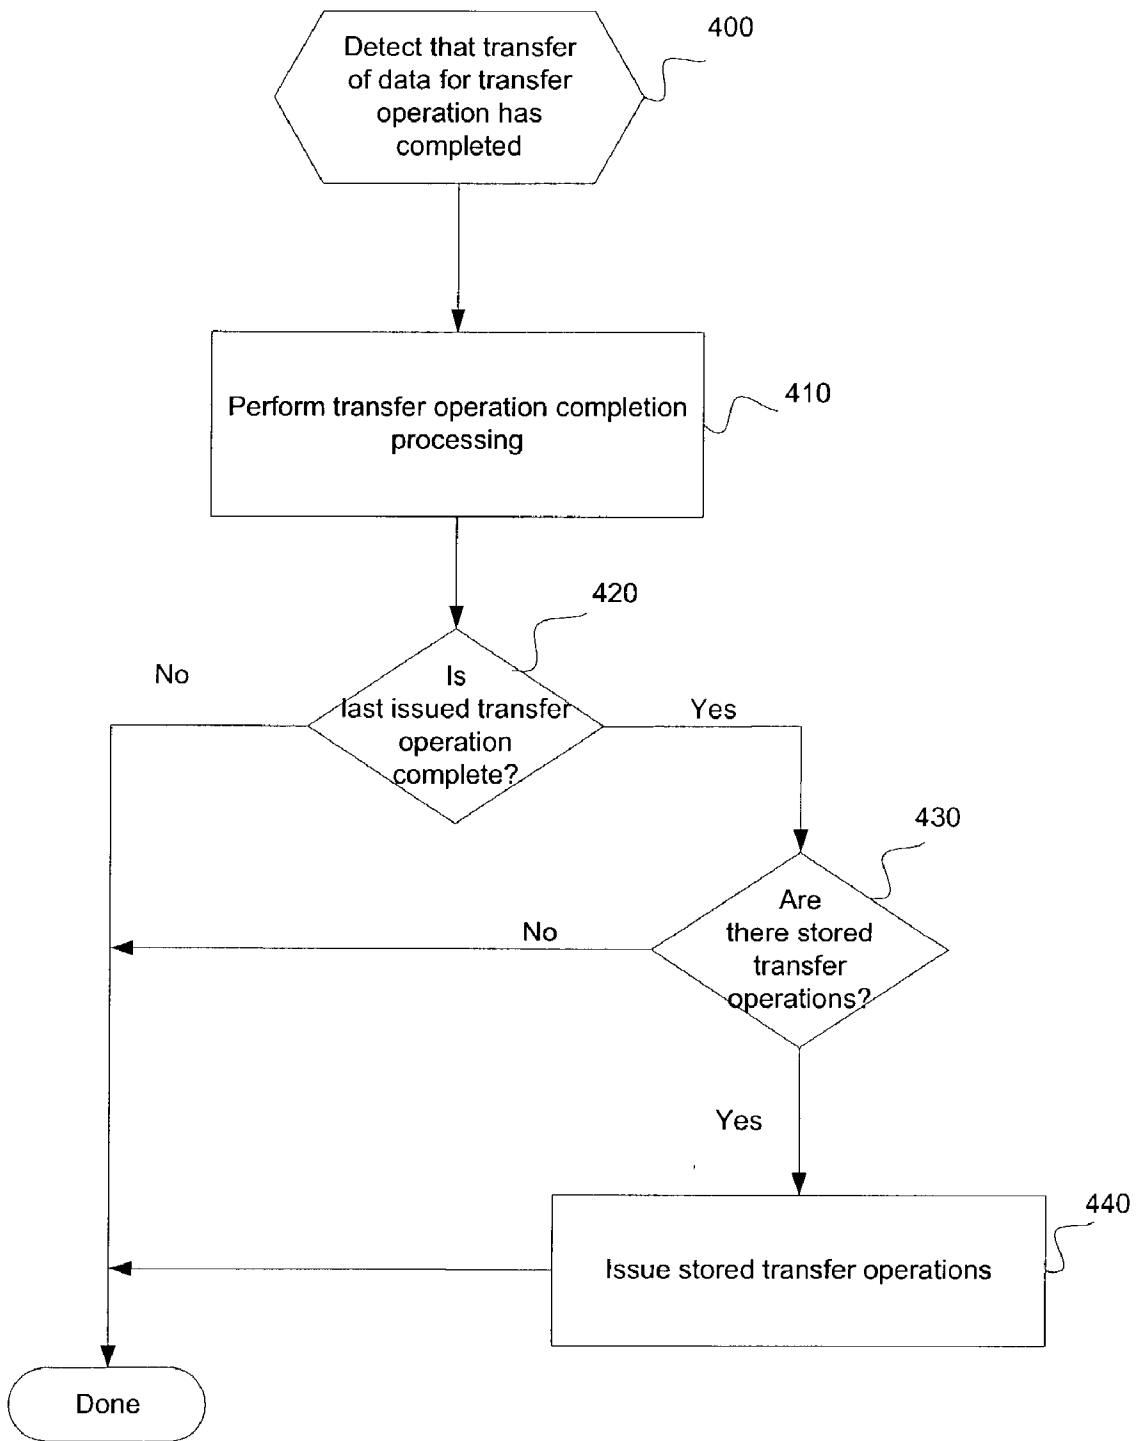 400
Detect that transfer
of data for transfer
operation has
completed
410
Perform transfer operation completion
processing
420
No
Is
last issued transfer
operation
complete?
Yes
430
Are
there stored
transfer
operations?
No
Yes
440
Issue stored transfer operations
Done